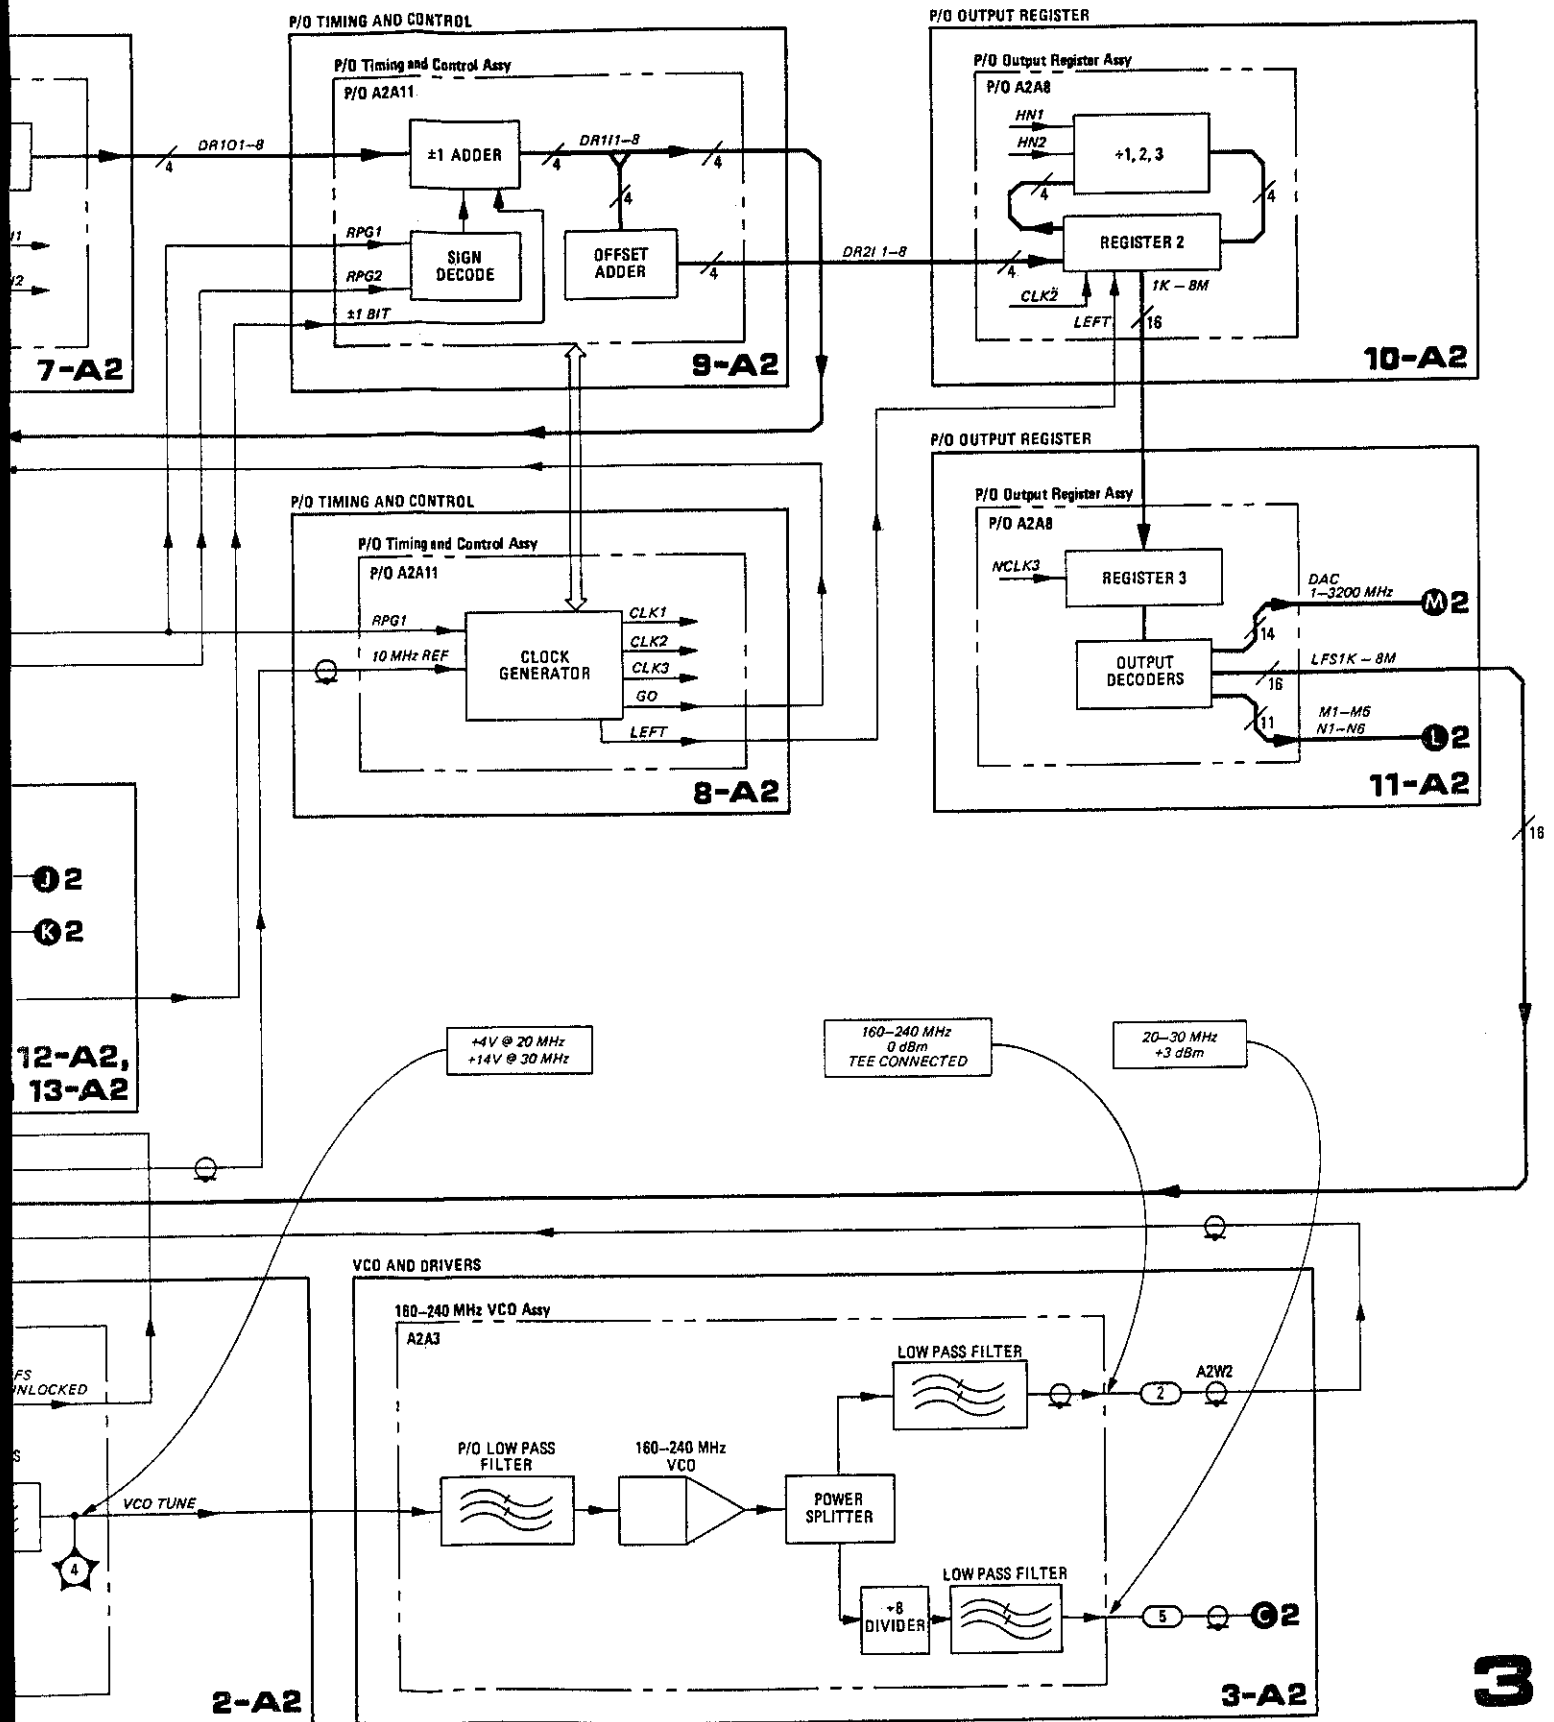 P/O TIMING AND CONTROL
P/O Timing and Control Assy
P/O A2A11
DR1O1-8
4
±1 ADDER
4
DR1I1-8
4
4
RPG1
RPG2
±1 BIT
SIGN
DECODE
OFFSET
ADDER
4
DR2I 1-8
7-A2
9-A2
P/O OUTPUT REGISTER
P/O Output Register Assy
P/O A2A8
HN1
HN2
÷1, 2, 3
4
4
REGISTER 2
4
CLK2
LEFT
1K - 8M
16
10-A2
P/O TIMING AND CONTROL
P/O Timing and Control Assy
P/O A2A11
RPG1
10 MHz REF
CLOCK
GENERATOR
CLK1
CLK2
CLK3
GO
LEFT
8-A2
P/O OUTPUT REGISTER
P/O Output Register Assy
P/O A2A8
NCLK3
REGISTER 3
OUTPUT
DECODERS
DAC
1-3200 MHz
M 2
14
LFS1K - 8M
16
11
M1-M6
N1-N6
L 2
11-A2
16
J 2
K 2
12-A2,
13-A2
+4V @ 20 MHz
+14V @ 30 MHz
160-240 MHz
0 dBm
TEE CONNECTED
20-30 MHz
+3 dBm
VCO AND DRIVERS
160-240 MHz VCO Assy
A2A3
FS
UNLOCKED
S
VCO TUNE
4
2-A2
P/O LOW PASS
FILTER
160-240 MHz
VCO
POWER
SPLITTER
LOW PASS FILTER
2
A2W2
÷8
DIVIDER
LOW PASS FILTER
5
C 2
3-A2
3